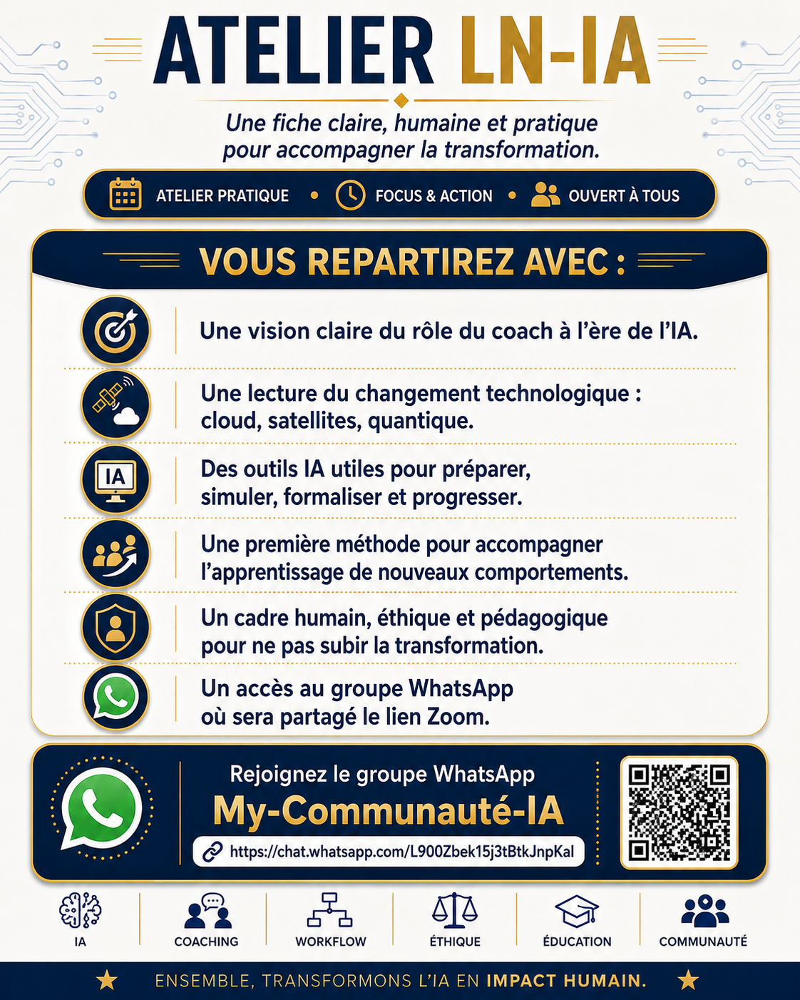 ATELIER LN-IA
Une fiche claire, humaine et pratique
pour accompagner la transformation.
ATELIER PRATIQUE • FOCUS & ACTION • OUVERT À TOUS
VOUS REPARTIREZ AVEC :
Une vision claire du rôle du coach à l’ère de l’IA.
Une lecture du changement technologique :
cloud, satellites, quantique.
IA
Des outils IA utiles pour préparer,
simuler, formaliser et progresser.
Une première méthode pour accompagner
l’apprentissage de nouveaux comportements.
Un cadre humain, éthique et pédagogique
pour ne pas subir la transformation.
Un accès au groupe WhatsApp
où sera partagé le lien Zoom.
Rejoignez le groupe WhatsApp
My-Communauté-IA
https://chat.whatsapp.com/L900Zbek15j3tBtkJnpKal
IA
COACHING
WORKFLOW
ÉTHIQUE
ÉDUCATION
COMMUNAUTÉ
ENSEMBLE, TRANSFORMONS L’IA EN IMPACT HUMAIN.